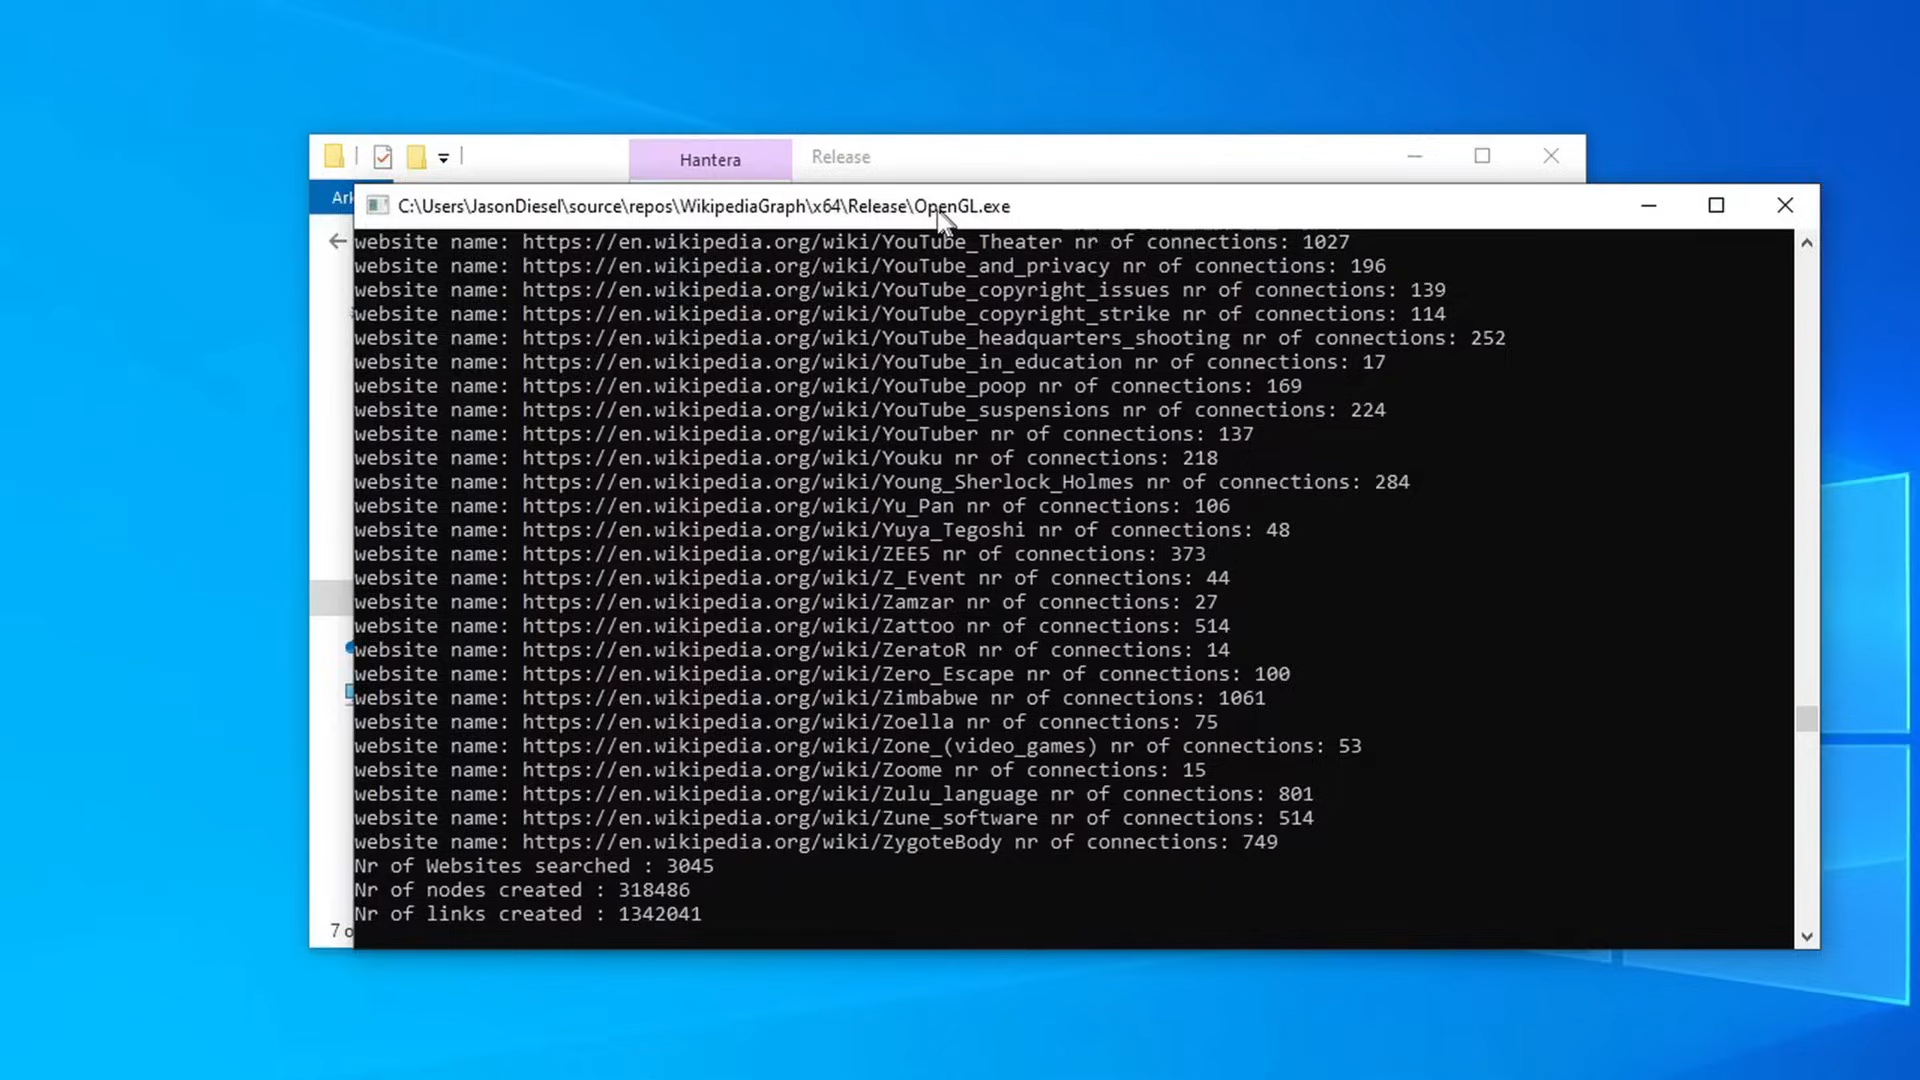 Hantera
Release
Ark
C:\Users\JasonDiesel\source\repos\WikipediaGraph\x64\Release\OpenGL.exe
website name: https://en.wikipedia.org/wiki/YouTube_Theater nr of connections: 1027
website name: https://en.wikipedia.org/wiki/YouTube_and_privacy nr of connections: 196
website name: https://en.wikipedia.org/wiki/YouTube_copyright_issues nr of connections: 139
website name: https://en.wikipedia.org/wiki/YouTube_copyright_strike nr of connections: 114
website name: https://en.wikipedia.org/wiki/YouTube_headquarters_shooting nr of connections: 252
website name: https://en.wikipedia.org/wiki/YouTube_in_education nr of connections: 17
website name: https://en.wikipedia.org/wiki/YouTube_poop nr of connections: 169
website name: https://en.wikipedia.org/wiki/YouTube_suspensions nr of connections: 224
website name: https://en.wikipedia.org/wiki/YouTuber nr of connections: 137
website name: https://en.wikipedia.org/wiki/Youku nr of connections: 218
website name: https://en.wikipedia.org/wiki/Young_Sherlock_Holmes nr of connections: 284
website name: https://en.wikipedia.org/wiki/Yu_Pan nr of connections: 106
website name: https://en.wikipedia.org/wiki/Yuya_Tegoshi nr of connections: 48
website name: https://en.wikipedia.org/wiki/ZEE5 nr of connections: 373
website name: https://en.wikipedia.org/wiki/Z_Event nr of connections: 44
website name: https://en.wikipedia.org/wiki/Zamzar nr of connections: 27
website name: https://en.wikipedia.org/wiki/Zattoo nr of connections: 514
website name: https://en.wikipedia.org/wiki/ZeratoR nr of connections: 14
website name: https://en.wikipedia.org/wiki/Zero_Escape nr of connections: 100
website name: https://en.wikipedia.org/wiki/Zimbabwe nr of connections: 1061
website name: https://en.wikipedia.org/wiki/Zoella nr of connections: 75
website name: https://en.wikipedia.org/wiki/Zone_(video_games) nr of connections: 53
website name: https://en.wikipedia.org/wiki/Zoome nr of connections: 15
website name: https://en.wikipedia.org/wiki/Zulu_language nr of connections: 801
website name: https://en.wikipedia.org/wiki/Zune_software nr of connections: 514
website name: https://en.wikipedia.org/wiki/ZygoteBody nr of connections: 749
Nr of Websites searched : 3045
Nr of nodes created : 318486
Nr of links created : 1342041
7 o